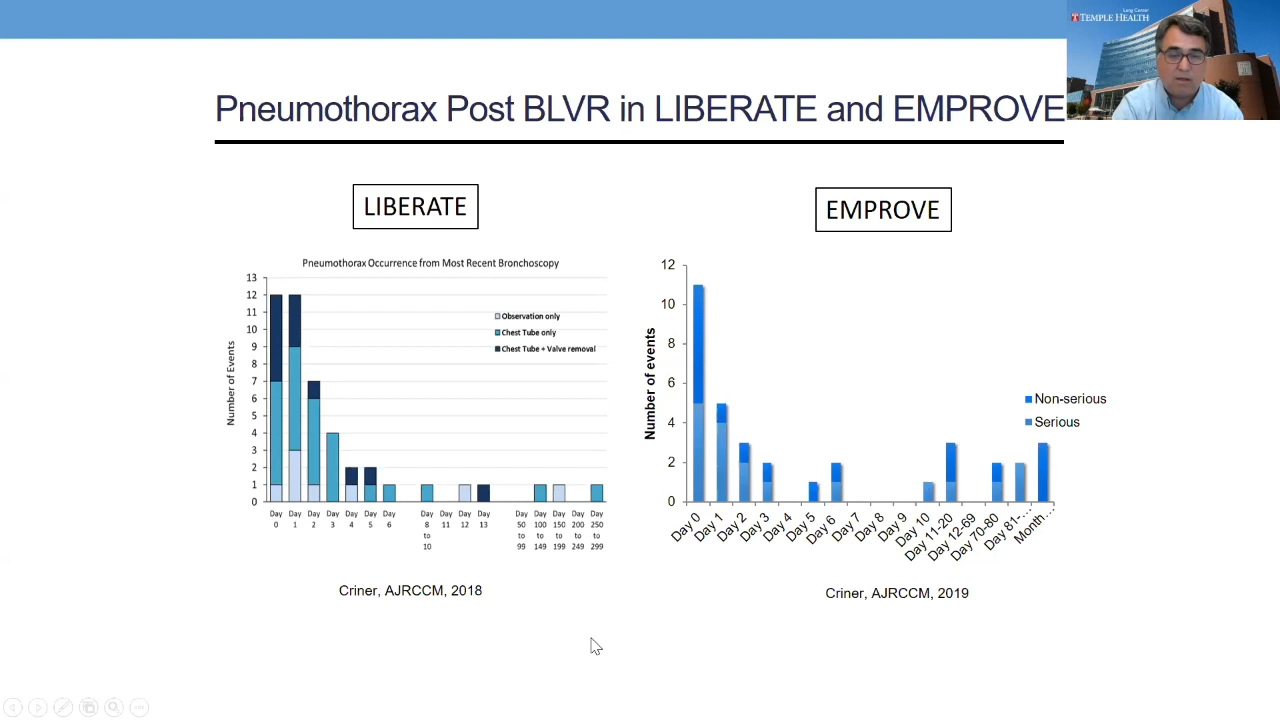 Lung Center
TEMPLE HEALTH
Pneumothorax Post BLVR in LIBERATE and EMPROVE
LIBERATE
Pneumothorax Occurrence from Most Recent Bronchoscopy
Number of Events
13
12
11
10
9
8
7
6
5
4
3
2
1
0
Observation only
Chest Tube only
Chest Tube + Valve removal
Day 0
Day 1
Day 2
Day 3
Day 4
Day 5
Day 6
Day 8 to 10
Day 11
Day 12
Day 13
Day 50 to 99
Day 100 to 149
Day 150 to 199
Day 200 to 249
Day 250 to 299
Criner, AJRCCM, 2018
EMPROVE
Number of events
12
10
8
6
4
2
0
Non-serious
Serious
Day 0
Day 1
Day 2
Day 3
Day 4
Day 5
Day 6
Day 7
Day 8
Day 9
Day 10
Day 11-20
Day 12-69
Day 70-80
Day 81-...
Month...
Criner, AJRCCM, 2019